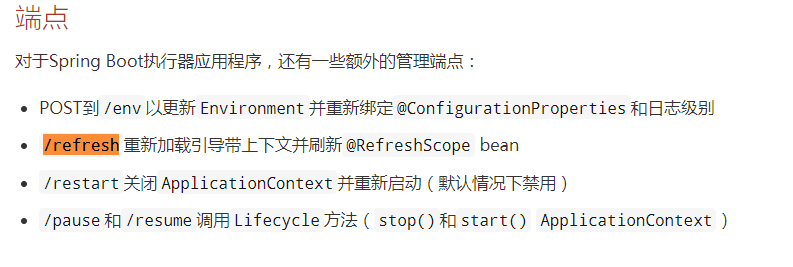 端点
对于Spring Boot执行器应用程序，还有一些额外的管理端点：
• POST到 /env 以更新 Environment 并重新绑定 @ConfigurationProperties 和日志级别
• /refresh 重新加载引导带上下文并刷新 @RefreshScope bean
• /restart 关闭 ApplicationContext 并重新启动（默认情况下禁用）
• /pause 和 /resume 调用 Lifecycle 方法（ stop() 和 start() ApplicationContext ）